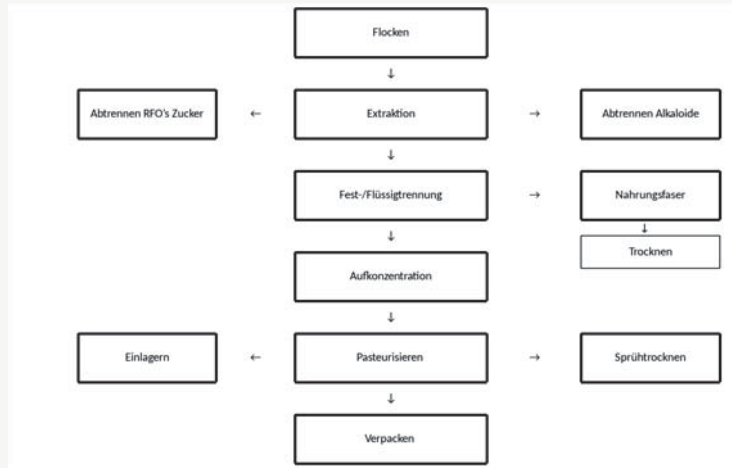 Flocken
↓
Abtrennen RFO's Zucker ← Extraktion → Abtrennen Alkaloide
↓
Fest-/Flüssigtrennung → Nahrungsfaser
↓ ↓
Trocknen
Aufkonzentration
↓
Einlagern ← Pasteurisieren → Sprühtrocknen
↓
Verpacken